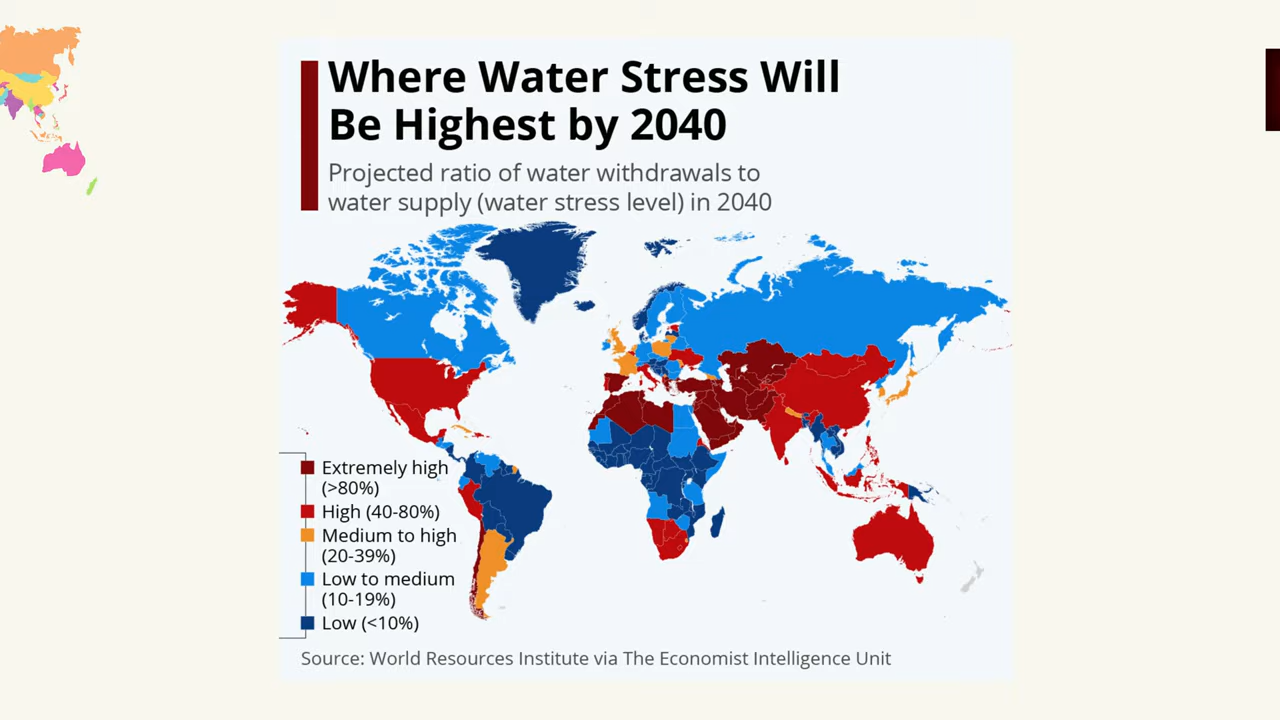 Where Water Stress Will
Be Highest by 2040
Projected ratio of water withdrawals to
water supply (water stress level) in 2040
Extremely high
(>80%)
High (40-80%)
Medium to high
(20-39%)
Low to medium
(10-19%)
Low (<10%)
Source: World Resources Institute via The Economist Intelligence Unit